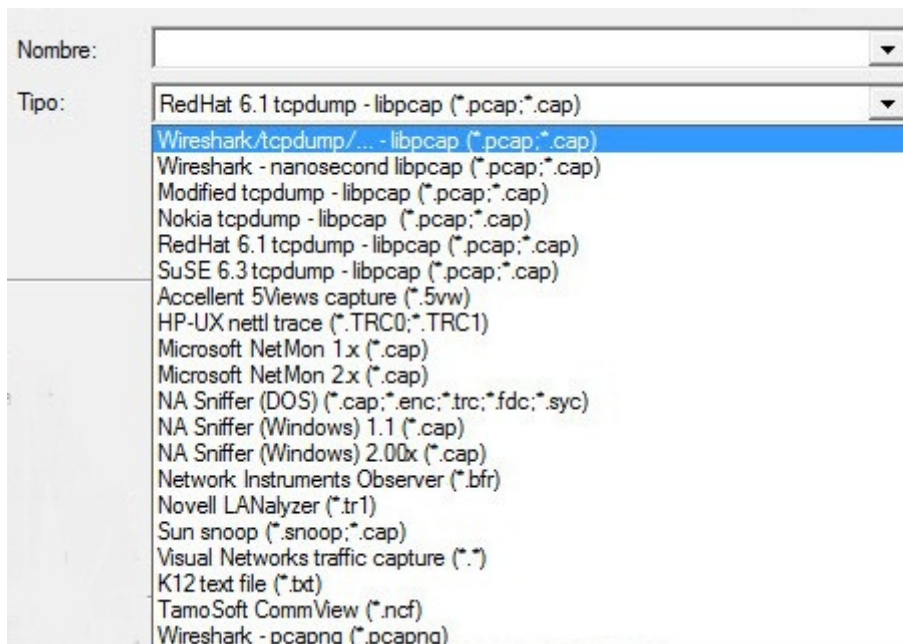 Nombre:
Tipo: RedHat 6.1 tcpdump - libpcap (*.pcap;*.cap)
Wireshark/tcpdump/... - libpcap (*.pcap;*.cap)
Wireshark - nanosecond libpcap (*.pcap;*.cap)
Modified tcpdump - libpcap (*.pcap;*.cap)
Nokia tcpdump - libpcap (*.pcap;*.cap)
RedHat 6.1 tcpdump - libpcap (*.pcap;*.cap)
SuSE 6.3 tcpdump - libpcap (*.pcap;*.cap)
Accellent 5Views capture (*.5vw)
HP-UX nettl trace (*.TRC0;*.TRC1)
Microsoft NetMon 1.x (*.cap)
Microsoft NetMon 2.x (*.cap)
NA Sniffer (DOS) (*.cap;*.enc;*.trc;*.fdc;*.syc)
NA Sniffer (Windows) 1.1 (*.cap)
NA Sniffer (Windows) 2.00x (*.cap)
Network Instruments Observer (*.bfr)
Novell LANalyzer (*.tr1)
Sun snoop (*.snoop;*.cap)
Visual Networks traffic capture (*.*)
K12 text file (*.txt)
TamoSoft CommView (*.ncf)
Wireshark - pcapng (*.pcapng)